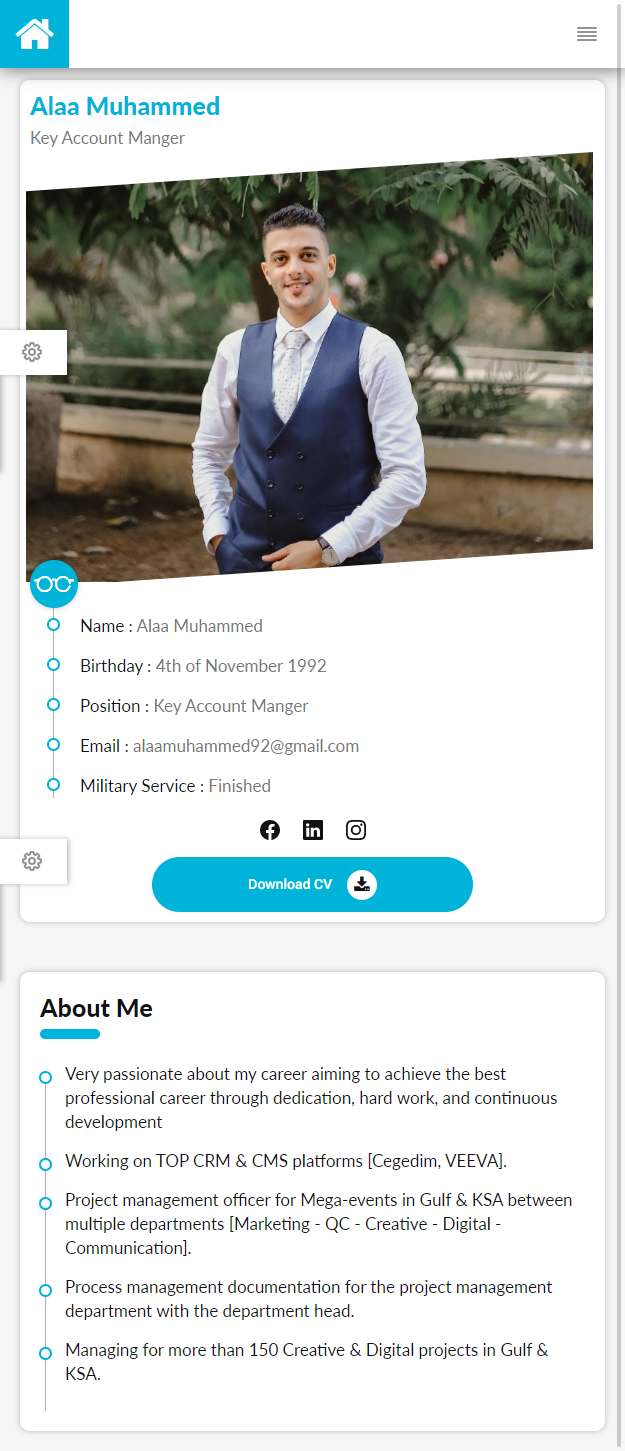 Alaa Muhammed
Key Account Manger
Name : Alaa Muhammed
Birthday : 4th of November 1992
Position : Key Account Manger
Email : alaamuhammed92@gmail.com
Military Service : Finished
Download CV
About Me
Very passionate about my career aiming to achieve the best
professional career through dedication, hard work, and continuous
development
Working on TOP CRM & CMS platforms [Cegedim, VEEVA].
Project management officer for Mega-events in Gulf & KSA between
multiple departments [Marketing - QC - Creative - Digital -
Communication].
Process management documentation for the project management
department with the department head.
Managing for more than 150 Creative & Digital projects in Gulf &
KSA.